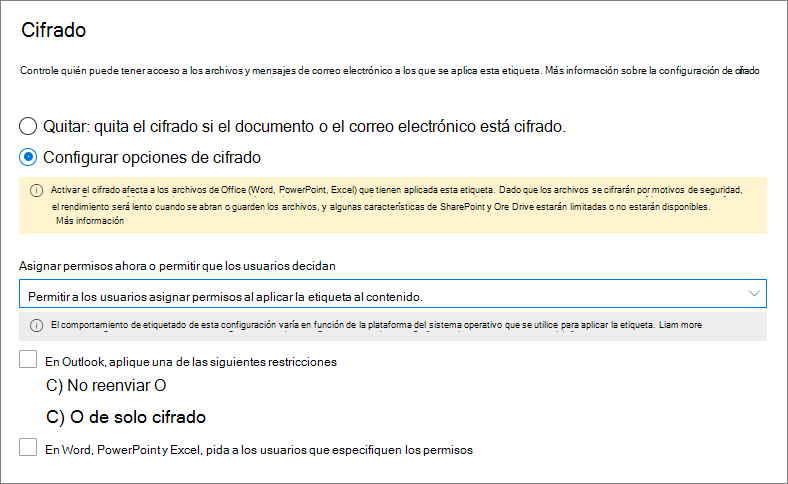 Cifrado
Controle quién puede tener acceso a los archivos y mensajes de correo electrónico a los que se aplica esta etiqueta. Más información sobre la configuración de cifrado
Quitar: quita el cifrado si el documento o el correo electrónico está cifrado.
Configurar opciones de cifrado
Activar el cifrado afecta a los archivos de Office (Word, PowerPoint, Excel) que tienen aplicada esta etiqueta. Dado que los archivos se cifrarán por motivos de seguridad,
el rendimiento será lento cuando se abran o guarden los archivos, y algunas características de SharePoint y Ore Drive estarán limitadas o no estarán disponibles.
Más información
Asignar permisos ahora o permitir que los usuarios decidan
Permitir a los usuarios asignar permisos al aplicar la etiqueta al contenido.
El comportamiento de etiquetado de esta configuración varía en función de la plataforma del sistema operativo que se utilice para aplicar la etiqueta. Liam more
En Outlook, aplique una de las siguientes restricciones
C) No reenviar O
C) O de solo cifrado
En Word, PowerPoint y Excel, pida a los usuarios que especifiquen los permisos